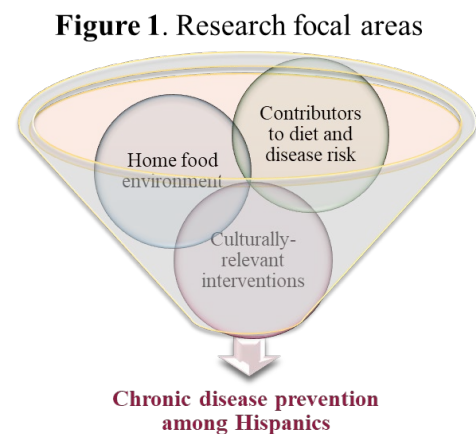 Figure 1. Research focal areas
Contributors
to diet and
disease risk
Home food
environment
Culturally-
relevant
interventions
Chronic disease prevention
among Hispanics